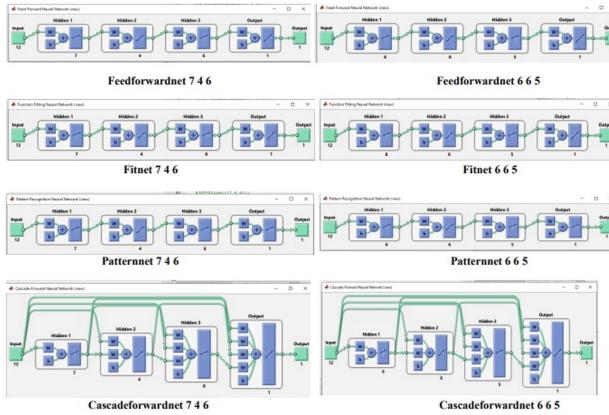 Feed-Forward Neural Network (view)
Hidden 1 Hidden 2 Hidden 3 Output
Input Output
W W W W
b b b b
12 7 4 6 1 1
Feedforwardnet 7 4 6
Feed-Forward Neural Network (view)
Hidden 1 Hidden 2 Hidden 3 Output
Input Output
W W W W
b b b b
12 6 6 5 1 1
Feedforwardnet 6 6 5
Function Fitting Neural Network (view)
Hidden 1 Hidden 2 Hidden 3 Output
Input Output
W W W W
b b b b
12 7 4 6 1 1
Fitnet 7 4 6
Function Fitting Neural Network (view)
Hidden 1 Hidden 2 Hidden 3 Output
Input Output
W W W W
b b b b
12 6 6 5 1 1
Fitnet 6 6 5
Pattern Recognition Neural Network (view)
Hidden 1 Hidden 2 Hidden 3 Output
Input Output
W W W W
b b b b
12 7 4 6 1 1
Patternnet 7 4 6
Pattern Recognition Neural Network (view)
Hidden 1 Hidden 2 Hidden 3 Output
Input Output
W W W W
b b b b
12 6 6 5 1 1
Patternnet 6 6 5
Cascade-Forward Neural Network (view)
Output
Hidden 3
Hidden 2
Hidden 1
Input Output
12 7 4 6 1 1
Cascadeforwardnet 7 4 6
Cascade-Forward Neural Network (view)
Output
Hidden 3
Hidden 2
Hidden 1
Input Output
12 6 6 5 1 1
Cascadeforwardnet 6 6 5